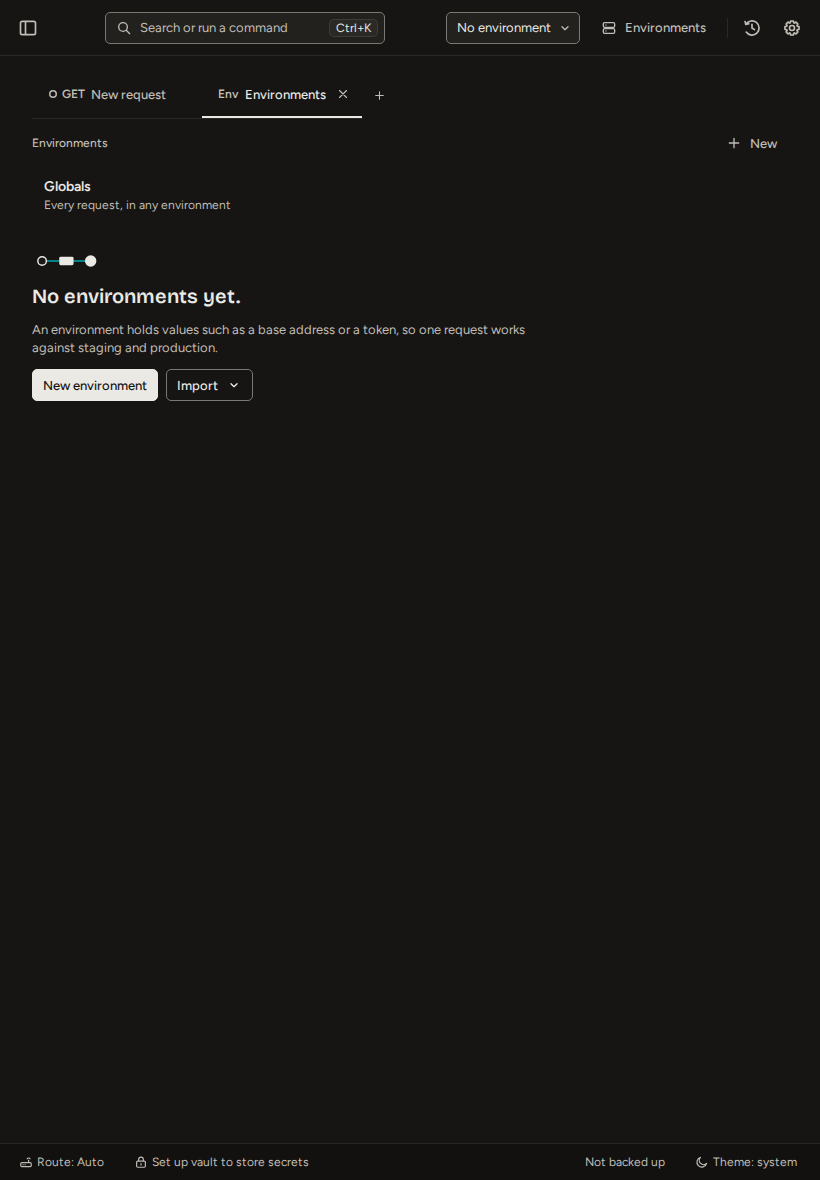 Search or run a command Ctrl+K No environment Environments
GET New request Env Environments
Environments New
Globals
Every request, in any environment
No environments yet.
An environment holds values such as a base address or a token, so one request works
against staging and production.
New environment Import
Route: Auto Set up vault to store secrets Not backed up Theme: system